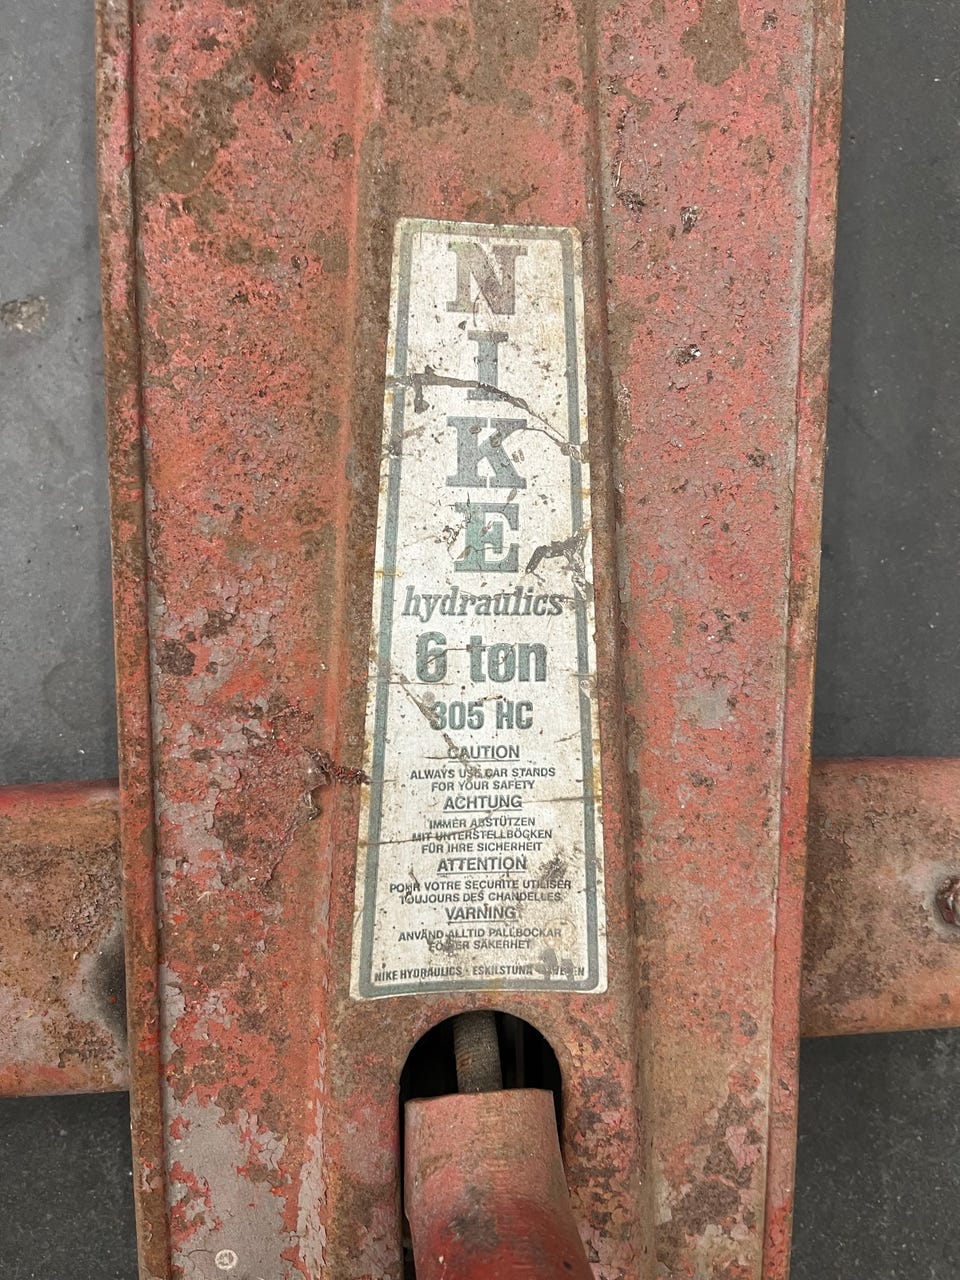 NIKE
hydraulics
6 ton
305 HC
CAUTION
ALWAYS USE CAR STANDS
FOR YOUR SAFETY
ACHTUNG
IMMER ABSTÜTZEN
MIT UNTERSTELLBÖCKEN
FÜR IHRE SICHERHEIT
ATTENTION
POUR VOTRE SECURITE UTILISER
TOUJOURS DES CHANDELLES
VARNING
ANVÄND ALLTID PALLBOCKAR
FÖR ER SÄKERHET
NIKE HYDRAULICS · ESKILSTUNA · SWEDEN